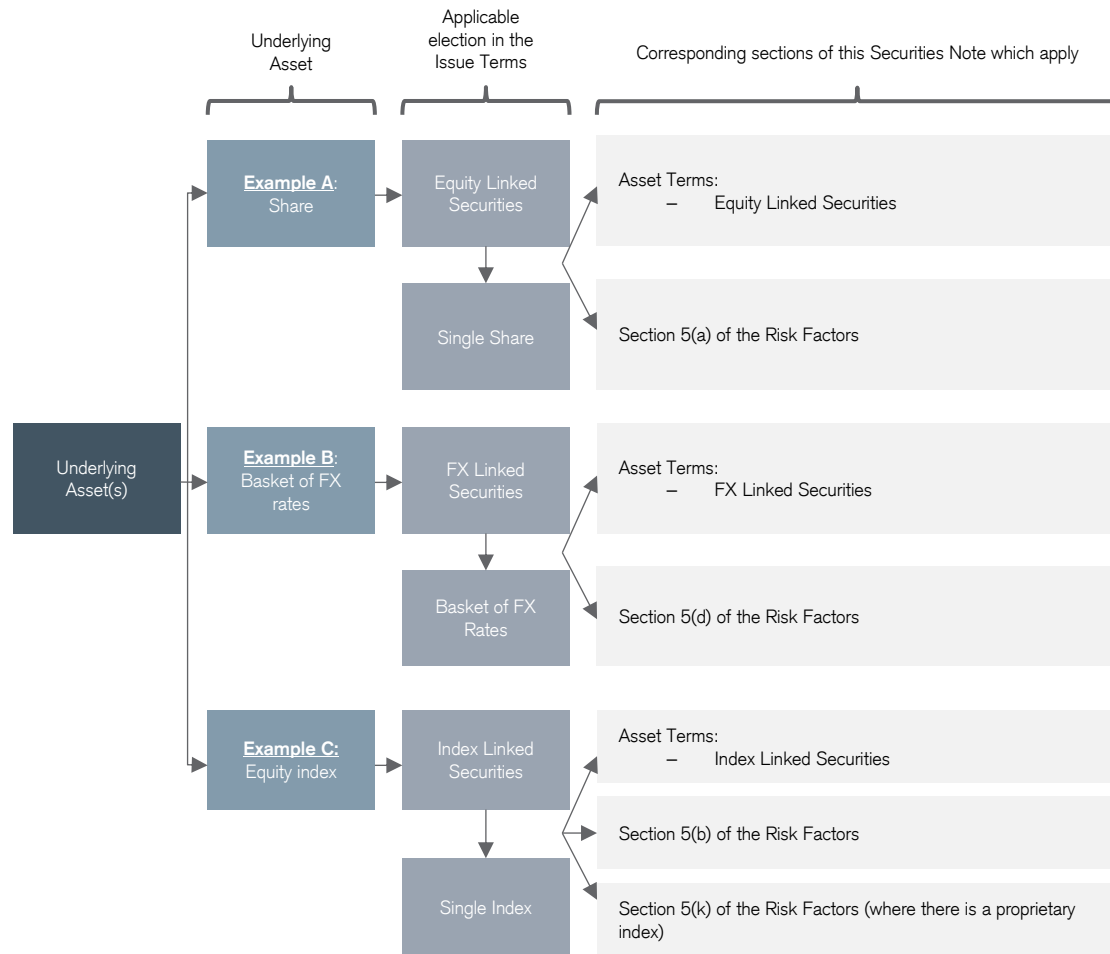 Underlying
Asset
Applicable
election in the
Issue Terms
Corresponding sections of this Securities Note which apply
Underlying
Asset(s)
Example A:
Share
Equity Linked
Securities
Single Share
Asset Terms:
– Equity Linked Securities
Section 5(a) of the Risk Factors
Example B:
Basket of FX
rates
FX Linked
Securities
Basket of FX
Rates
Asset Terms:
– FX Linked Securities
Section 5(d) of the Risk Factors
Example C:
Equity index
Index Linked
Securities
Single Index
Asset Terms:
– Index Linked Securities
Section 5(b) of the Risk Factors
Section 5(k) of the Risk Factors (where there is a proprietary
index)